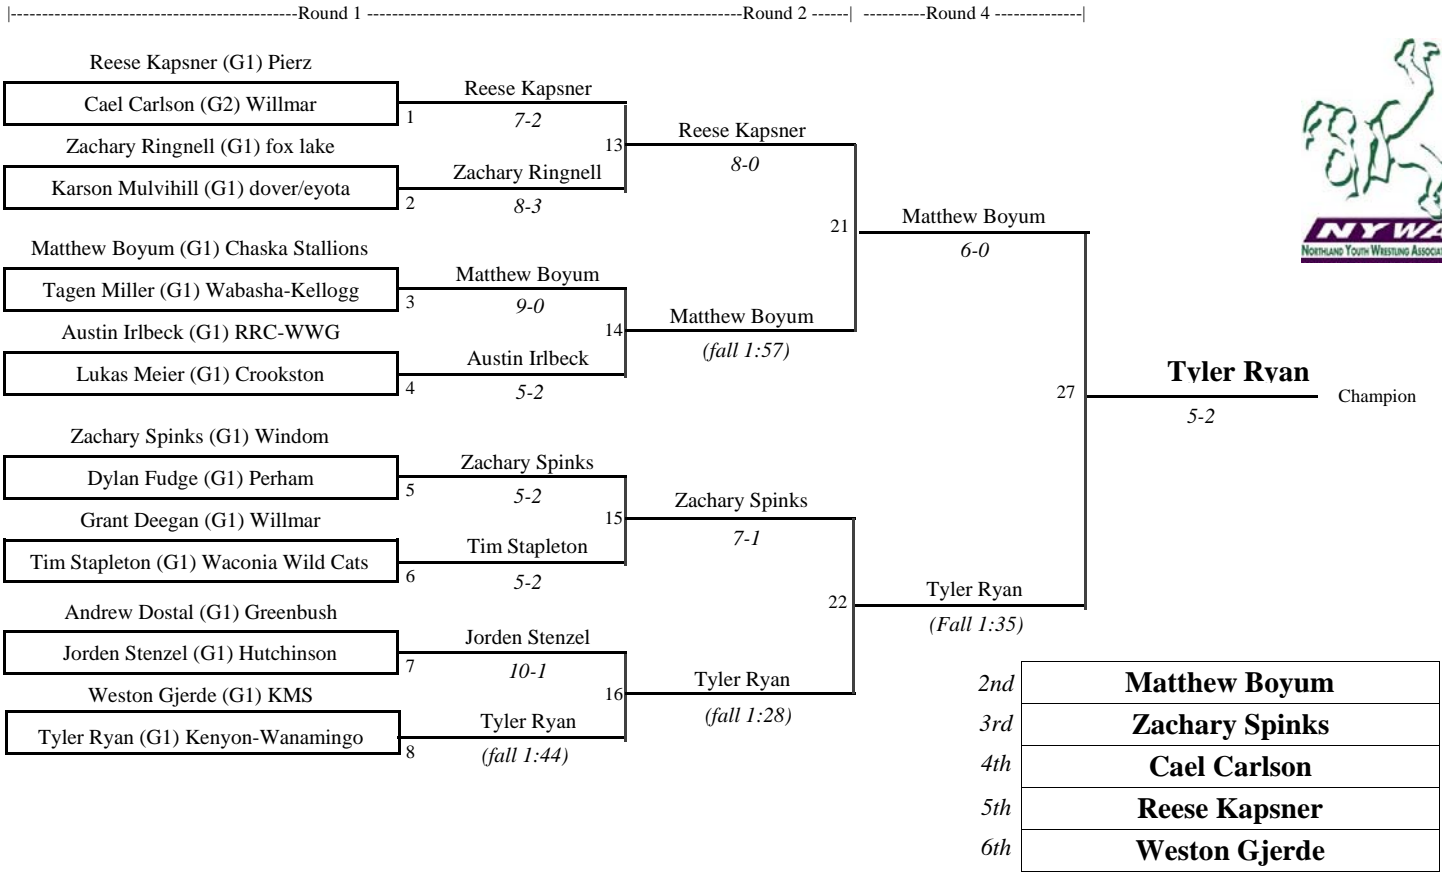 |----------------------------------------------Round 1 ------------------------------------------------------------Round 2 ------| ----------Round 4 --------------|
Reese Kapsner (G1) Pierz
Cael Carlson (G2) Willmar
1
Reese Kapsner
7-2
Zachary Ringnell (G1) fox lake
Karson Mulvihill (G1) dover/eyota
2
Zachary Ringnell
8-3
13
Reese Kapsner
8-0
Matthew Boyum (G1) Chaska Stallions
Tagen Miller (G1) Wabasha-Kellogg
3
Matthew Boyum
9-0
Austin Irlbeck (G1) RRC-WWG
Lukas Meier (G1) Crookston
4
Austin Irlbeck
5-2
14
Matthew Boyum
(fall 1:57)
21
Matthew Boyum
6-0
Zachary Spinks (G1) Windom
Dylan Fudge (G1) Perham
5
Zachary Spinks
5-2
Grant Deegan (G1) Willmar
Tim Stapleton (G1) Waconia Wild Cats
6
Tim Stapleton
5-2
15
Zachary Spinks
7-1
Andrew Dostal (G1) Greenbush
Jorden Stenzel (G1) Hutchinson
7
Jorden Stenzel
10-1
Weston Gjerde (G1) KMS
Tyler Ryan (G1) Kenyon-Wanamingo
8
Tyler Ryan
(fall 1:44)
16
Tyler Ryan
(fall 1:28)
22
Tyler Ryan
(Fall 1:35)
27
Tyler Ryan
5-2
Champion
NYWA
NORTHLAND YOUTH WRESTLING
2nd Matthew Boyum
3rd Zachary Spinks
4th Cael Carlson
5th Reese Kapsner
6th Weston Gjerde